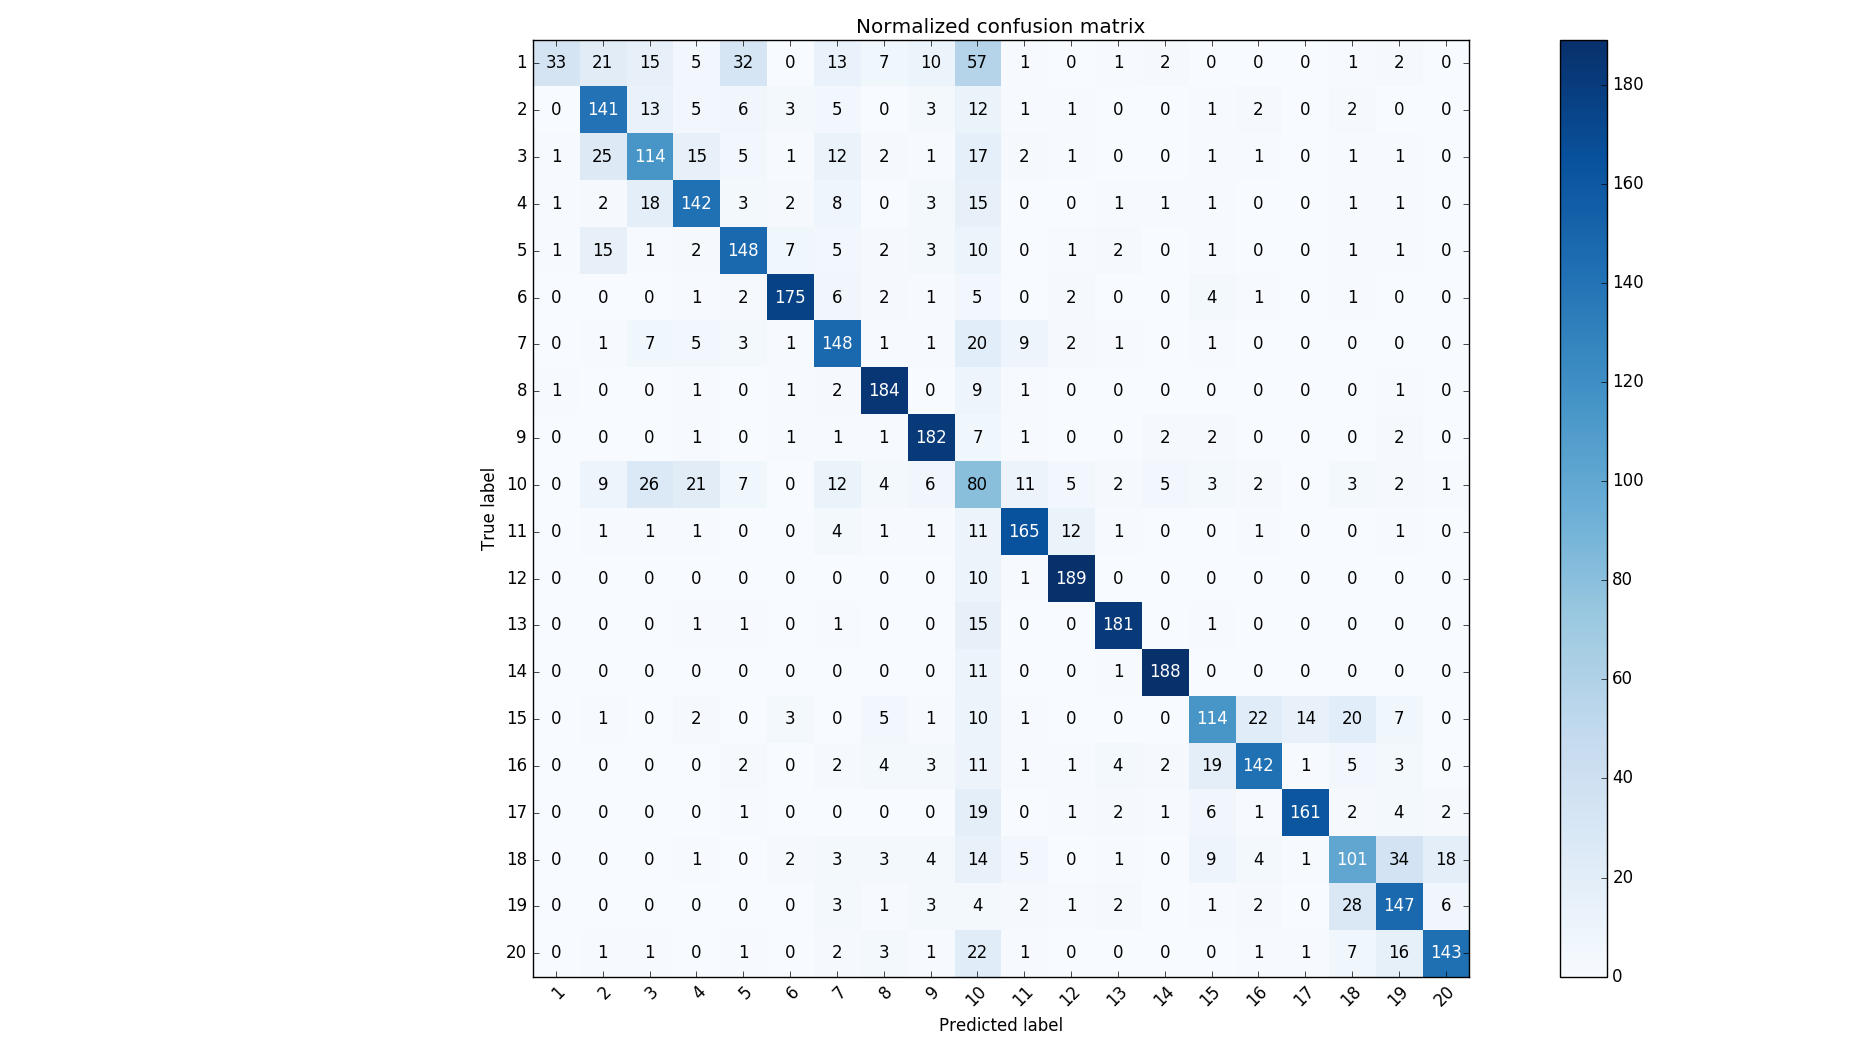 Normalized confusion matrix
1 33 21 15 5 32 0 13 7 10 57 1 0 1 2 0 0 0 1 2 0
2 0 141 13 5 6 3 5 0 3 12 1 1 0 0 1 2 0 2 0 0
3 1 25 114 15 5 1 12 2 1 17 2 1 0 0 1 1 0 1 1 0
4 1 2 18 142 3 2 8 0 3 15 0 0 1 1 1 0 0 1 1 0
5 1 15 1 2 148 7 5 2 3 10 0 1 2 0 1 0 0 1 1 0
6 0 0 0 1 2 175 6 2 1 5 0 2 0 0 4 1 0 1 0 0
7 0 1 7 5 3 1 148 1 1 20 9 2 1 0 1 0 0 0 0 0
8 1 0 0 1 0 1 2 184 0 9 1 0 0 0 0 0 0 0 1 0
9 0 0 0 1 0 1 1 1 182 7 1 0 0 2 2 0 0 0 2 0
10 0 9 26 21 7 0 12 4 6 80 11 5 2 5 3 2 0 3 2 1
11 0 1 1 1 0 0 4 1 1 11 165 12 1 0 0 1 0 0 1 0
12 0 0 0 0 0 0 0 0 0 10 1 189 0 0 0 0 0 0 0 0
13 0 0 0 1 1 0 1 0 0 15 0 0 181 0 1 0 0 0 0 0
14 0 0 0 0 0 0 0 0 0 11 0 0 1 188 0 0 0 0 0 0
15 0 1 0 2 0 3 0 5 1 10 1 0 0 0 114 22 14 20 7 0
16 0 0 0 0 2 0 2 4 3 11 1 1 4 2 19 142 1 5 3 0
17 0 0 0 0 1 0 0 0 0 19 0 1 2 1 6 1 161 2 4 2
18 0 0 0 1 0 2 3 3 4 14 5 0 1 0 9 4 1 101 34 18
19 0 0 0 0 0 0 3 1 3 4 2 1 2 0 1 2 0 28 147 6
20 0 1 1 0 1 0 2 3 1 22 1 0 0 0 0 1 1 7 16 143
1 2 3 4 5 6 7 8 9 10 11 12 13 14 15 16 17 18 19 20
Predicted label
True label
180
160
140
120
100
80
60
40
20
0